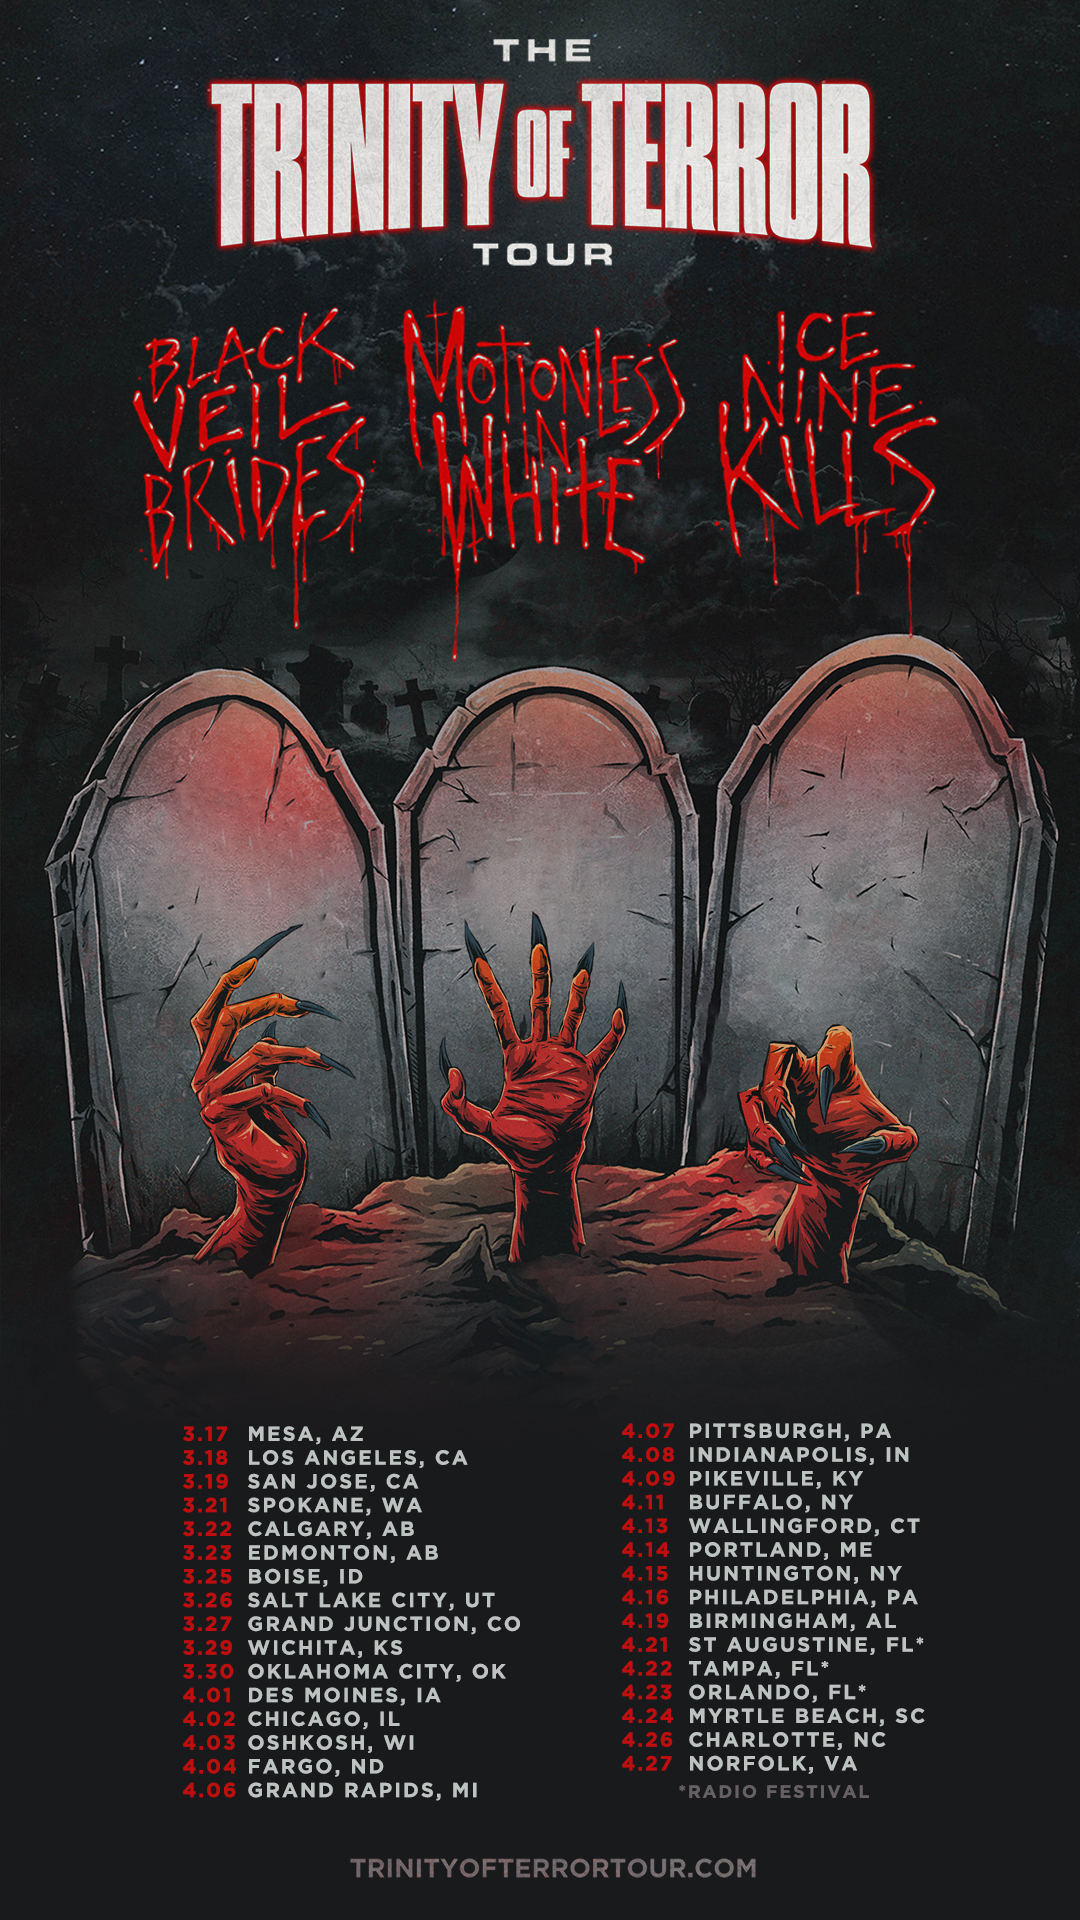 THE
TRINITY OF TERROR
TOUR
BLACK
VEIL
BRIDES
MOTIONLESS
IN
WHITE
ICE
NINE
KILLS
3.17 MESA, AZ
3.18 LOS ANGELES, CA
3.19 SAN JOSE, CA
3.21 SPOKANE, WA
3.22 CALGARY, AB
3.23 EDMONTON, AB
3.25 BOISE, ID
3.26 SALT LAKE CITY, UT
3.27 GRAND JUNCTION, CO
3.29 WICHITA, KS
3.30 OKLAHOMA CITY, OK
4.01 DES MOINES, IA
4.02 CHICAGO, IL
4.03 OSHKOSH, WI
4.04 FARGO, ND
4.06 GRAND RAPIDS, MI
4.07 PITTSBURGH, PA
4.08 INDIANAPOLIS, IN
4.09 PIKEVILLE, KY
4.11 BUFFALO, NY
4.13 WALLINGFORD, CT
4.14 PORTLAND, ME
4.15 HUNTINGTON, NY
4.16 PHILADELPHIA, PA
4.19 BIRMINGHAM, AL
4.21 ST AUGUSTINE, FL*
4.22 TAMPA, FL*
4.23 ORLANDO, FL*
4.24 MYRTLE BEACH, SC
4.26 CHARLOTTE, NC
4.27 NORFOLK, VA
*RADIO FESTIVAL
TRINITYOFTERRORTOUR.COM